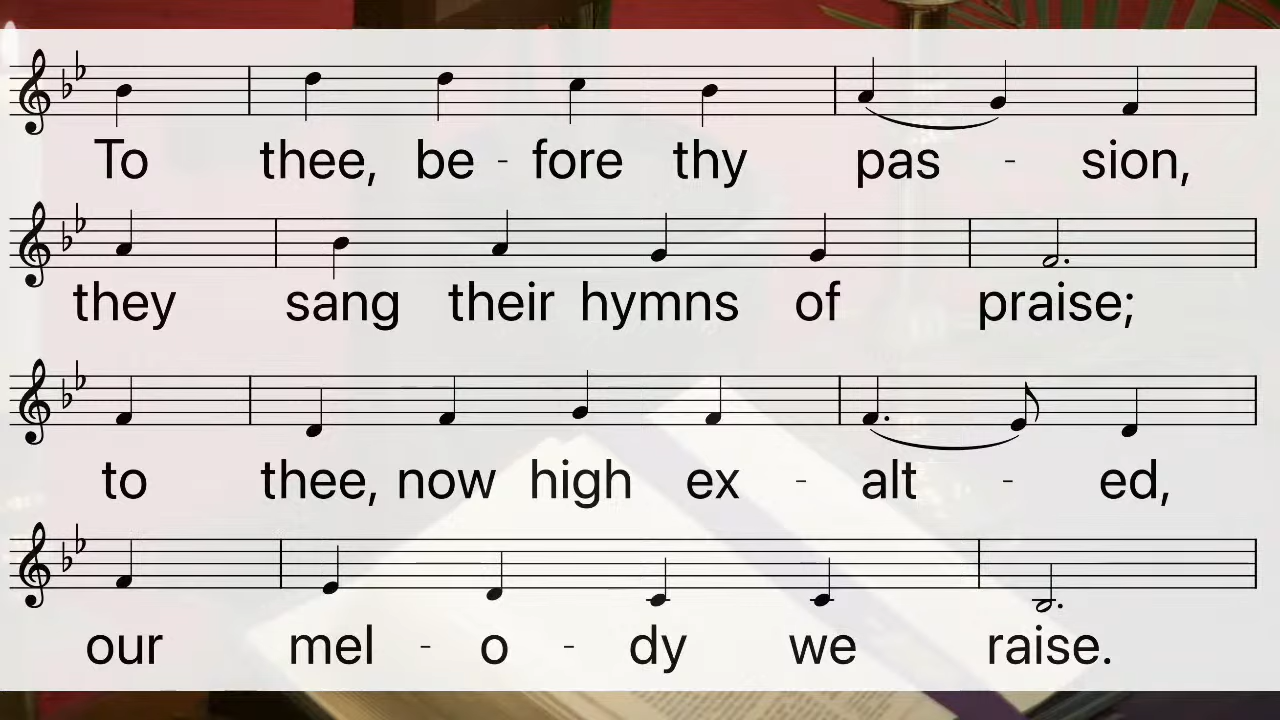 To thee, be - fore thy pas - sion,
they sang their hymns of praise;
to thee, now high ex - alt - ed,
our mel - o - dy we raise.